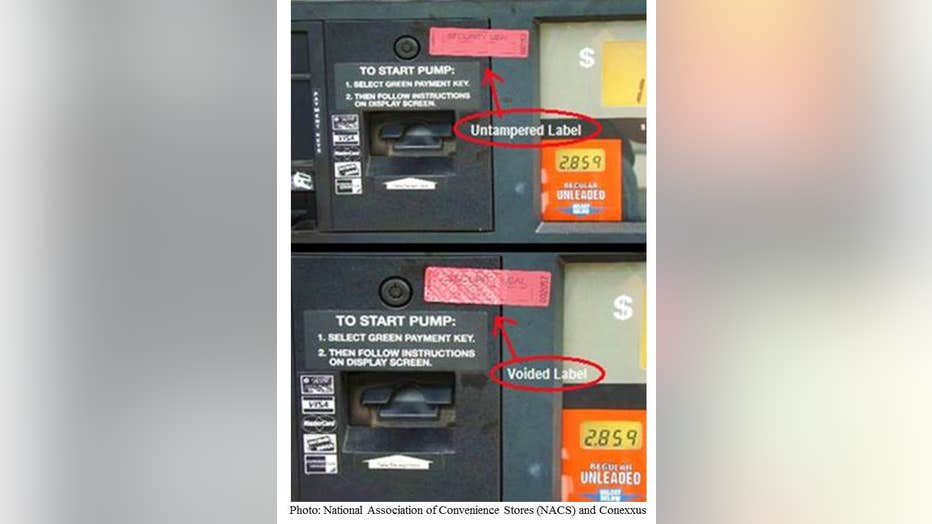 SECURITY SEAL
TO START PUMP:
1. SELECT GREEN PAYMENT KEY.
2. THEN FOLLOW INSTRUCTIONS
ON DISPLAY SCREEN.
$
Untampered Label
VISA
MasterCard
2.859
REGULAR
UNLEADED
TO START PUMP:
1. SELECT GREEN PAYMENT KEY.
2. THEN FOLLOW INSTRUCTIONS
ON DISPLAY SCREEN.
$
Voided Label
VISA
MasterCard
2.859
REGULAR
UNLEADED
Photo: National Association of Convenience Stores (NACS) and Conexxus